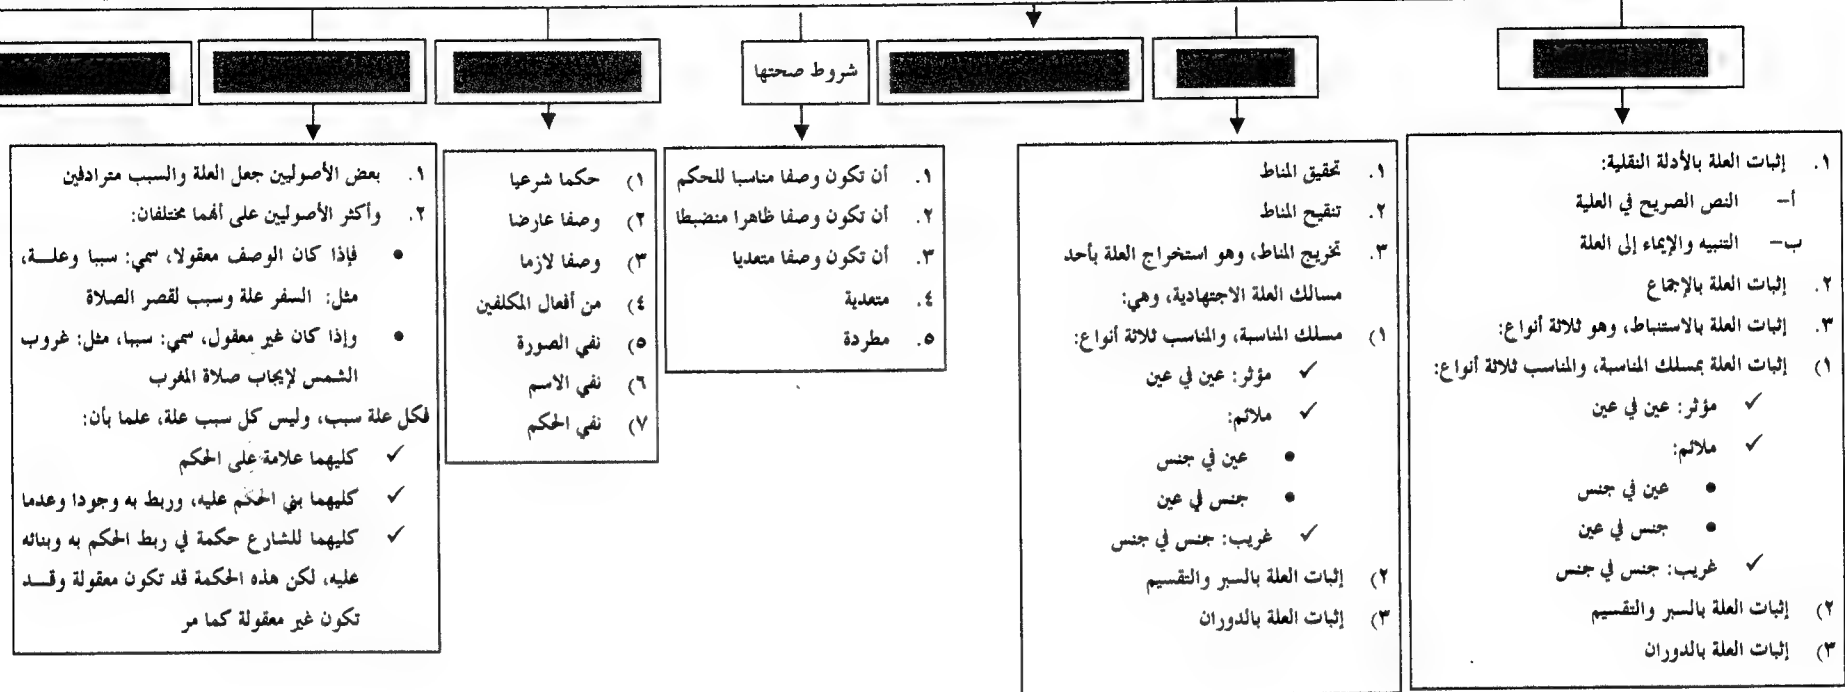 شروط صحتها
١. إثبات العلة بالأدلة النقلية:
أ– النص الصريح في العلية
ب– التنبيه والإيماء إلى العلة
٢. إثبات العلة بالإجماع
٣. إثبات العلة بالاستنباط، وهو ثلاثة أنواع:
١) إثبات العلة بمسلك المناسبة، والمناسب ثلاثة أنواع:
✓ مؤثر: عين في عين
✓ ملائم:
• عين في جنس
• جنس في عين
✓ غريب: جنس في جنس
٢) إثبات العلة بالسبر والتقسيم
٣) إثبات العلة بالدوران
١. تحقيق المناط
٢. تنقيح المناط
٣. تخريج المناط، وهو استخراج العلة بأحد
مسالك العلة الاجتهادية، وهي:
١) مسلك المناسبة، والمناسب ثلاثة أنواع:
✓ مؤثر: عين في عين
✓ ملائم:
• عين في جنس
• جنس في عين
✓ غريب: جنس في جنس
٢) إثبات العلة بالسبر والتقسيم
٣) إثبات العلة بالدوران
١. أن تكون وصفا مناسبا للحكم
٢. أن تكون وصفا ظاهرا منضبطا
٣. أن تكون وصفا متعديا
٤. متعدية
٥. مطردة
١) حكما شرعيا
٢) وصفا عارضا
٣) وصفا لازما
٤) من أفعال المكلفين
٥) نفي الصورة
٦) نفي الاسم
٧) نفي الحكم
١. بعض الأصوليين جعل العلة والسبب مترادفين
٢. وأكثر الأصوليين على أنهما مختلفان:
• فإذا كان الوصف معقولا، سمي: سببا وعلـــة،
مثل: السفر علة وسبب لقصر الصلاة
• وإذا كان غير معقول، سمي: سببا، مثل: غروب
الشمس لإيجاب صلاة المغرب
فكل علة سبب، وليس كل سبب علة، علما بأن:
✓ كليهما علامة على الحكم
✓ كليهما بني الحكم عليه، وربط به وجودا وعدما
✓ كليهما للشارع حكمة في ربط الحكم به وبنائه
عليه، لكن هذه الحكمة قد تكون معقولة وقـــد
تكون غير معقولة كما مر